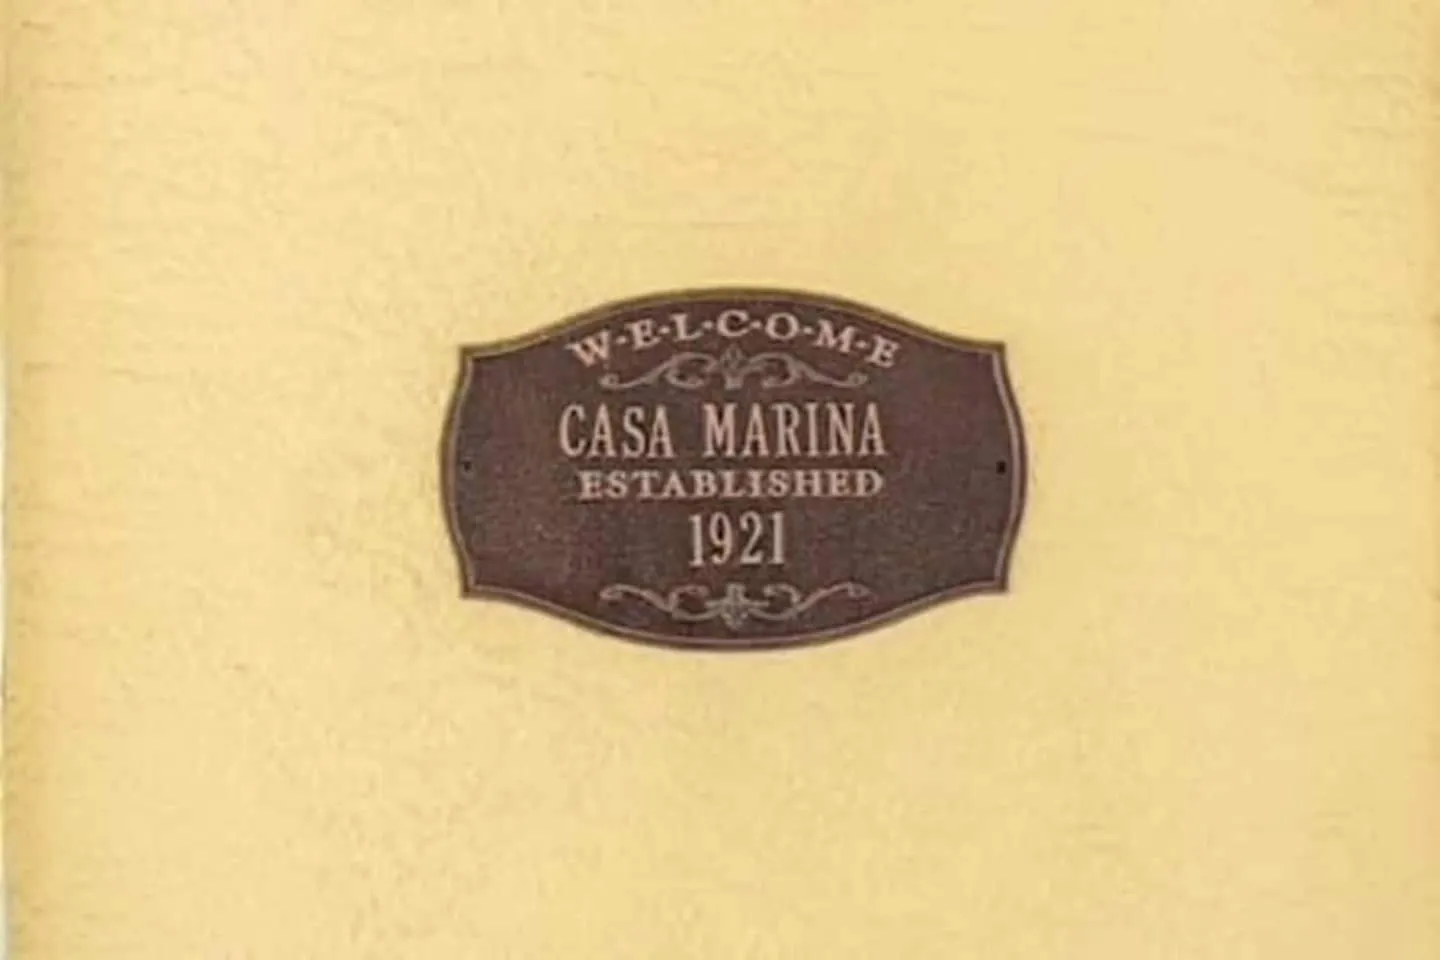 W-E-L-C-O-M-E
CASA MARINA
ESTABLISHED
1921